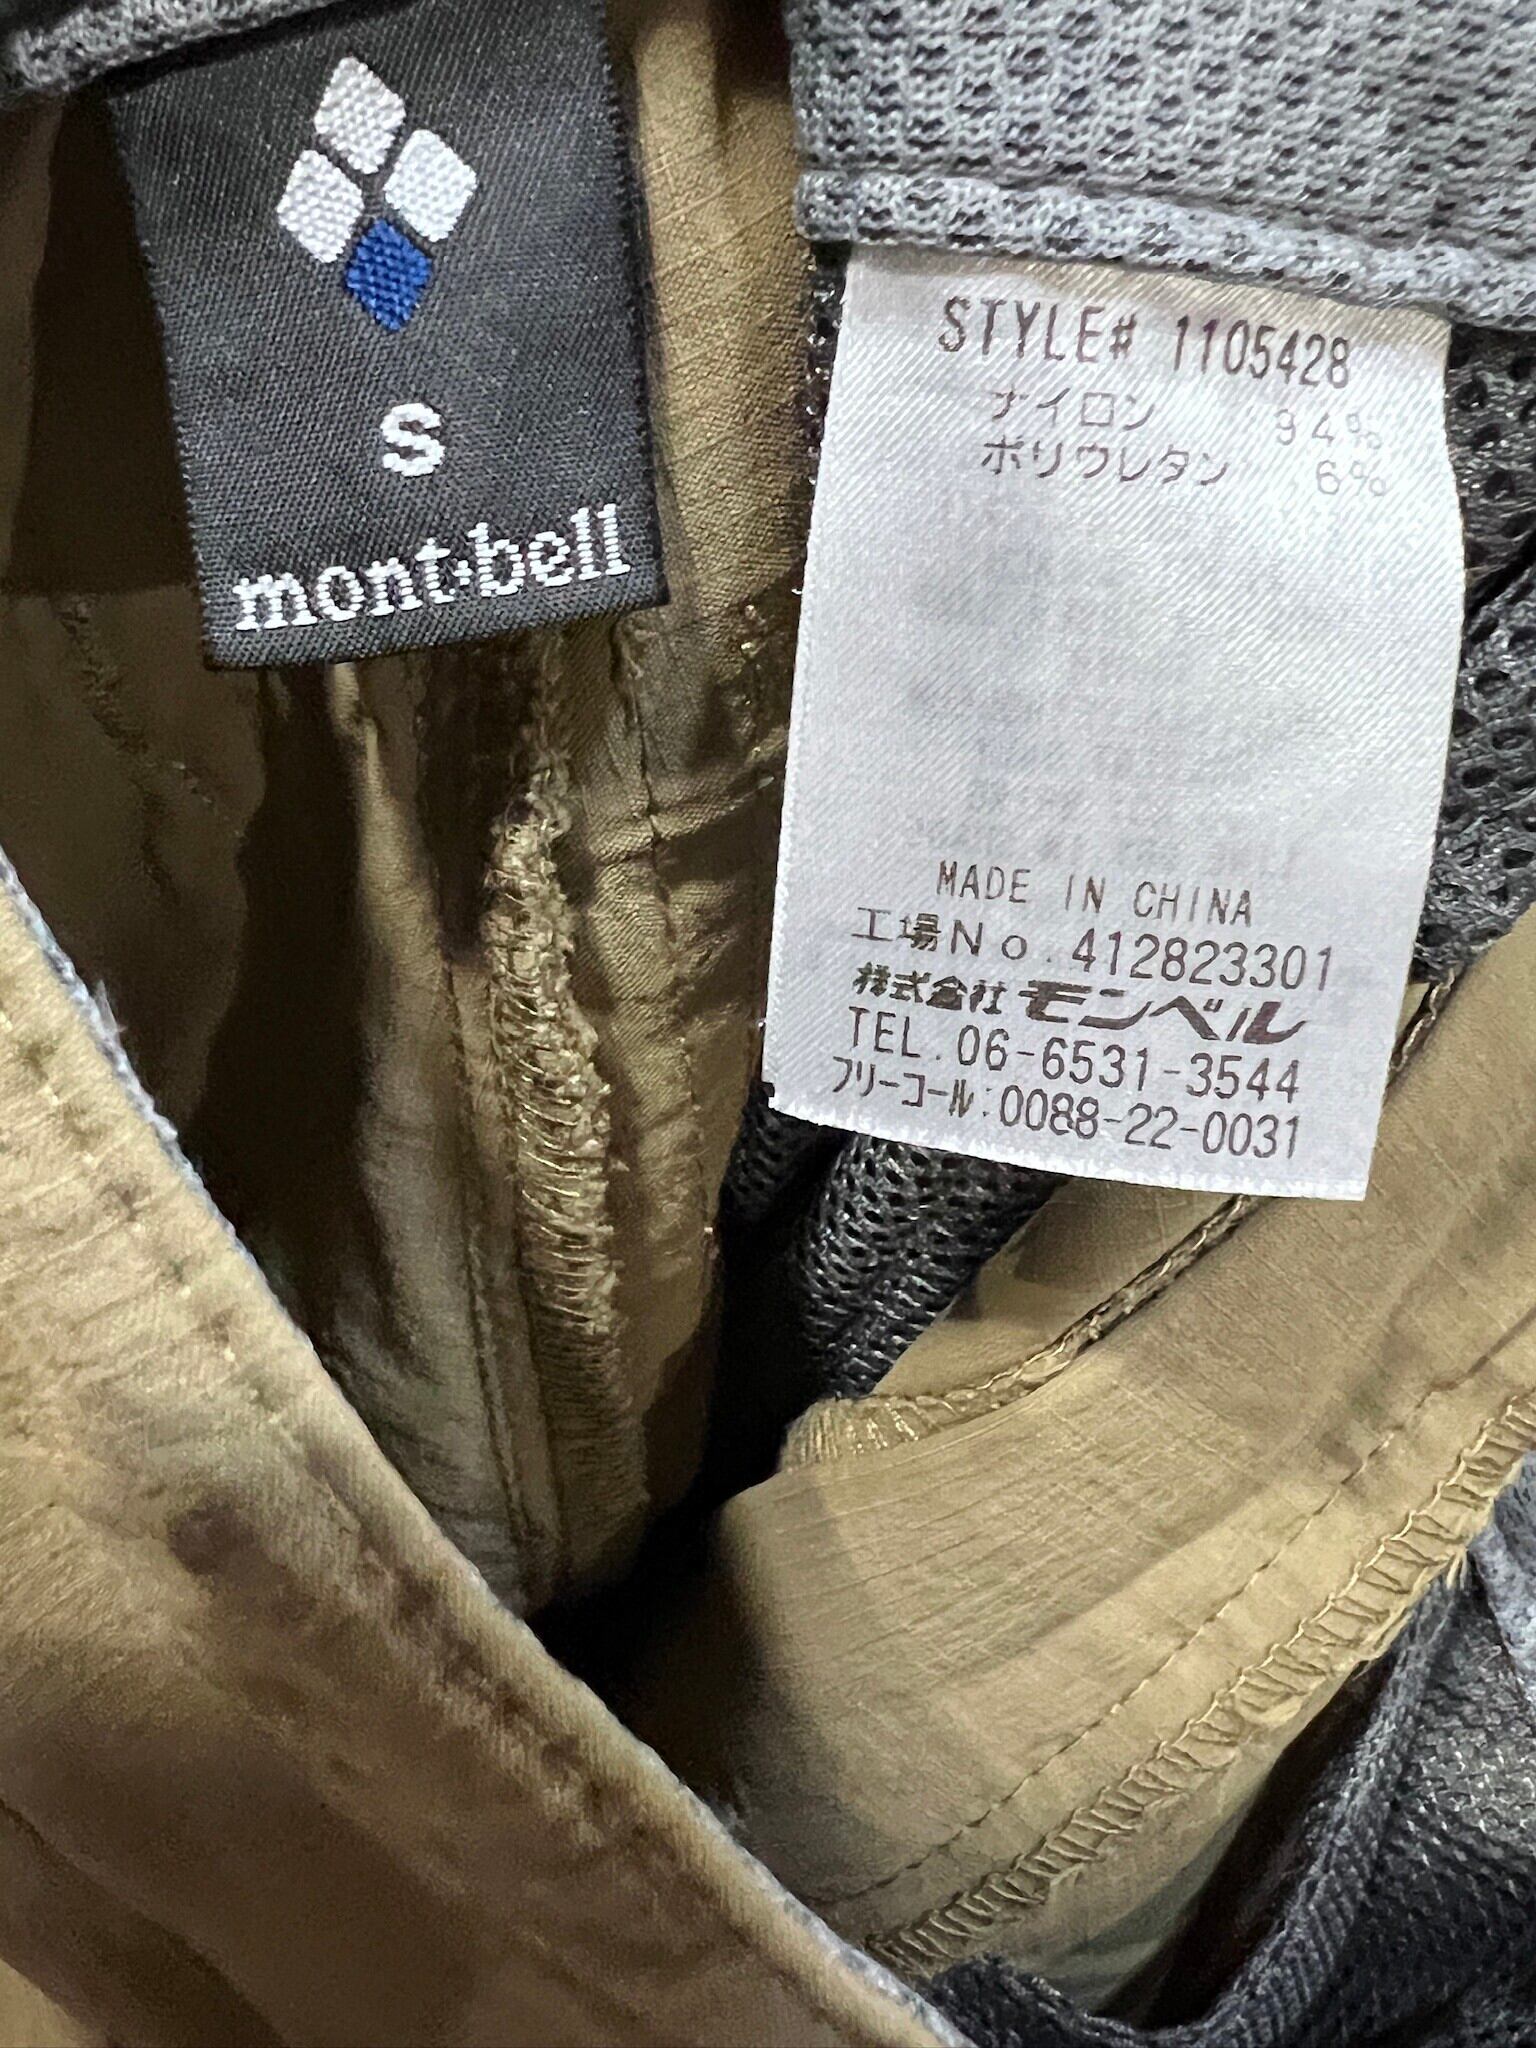 S
mont·bell
STYLE# 1105428
ナイロン 94%
ポリウレタン 6%
MADE IN CHINA
工場No.412823301
株式会社モンベル
TEL.06-6531-3544
フリーコール:0088-22-0031